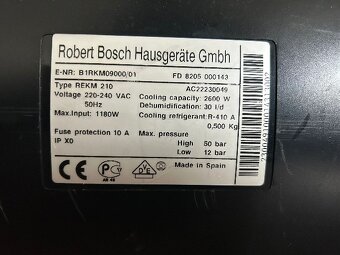 Robert Bosch Hausgeräte Gmbh
E-NR: B1RKM09000/01 FD 8205 000143
Type REKM 210 AC22230049
Voltage 220-240 VAC Cooling capacity: 2600 W
50Hz Dehumidification: 30 l/d
Max.input: 1180W Cooling refrigerant: R-410 A
0,500 Kg
Fuse protection 10 A Max. pressure
IP X0 High 50 bar
Low 12 bar
CE DVE Made in Spain